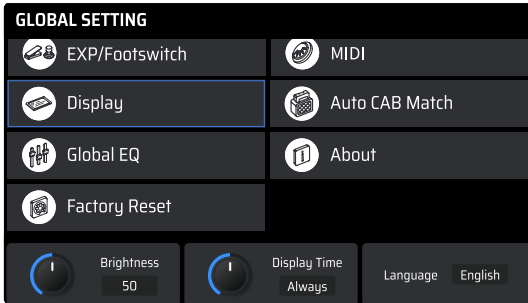 GLOBAL SETTING
EXP/Footswitch
MIDI
Display
Auto CAB Match
Global EQ
About
Factory Reset
Brightness
50
Display Time
Always
Language English